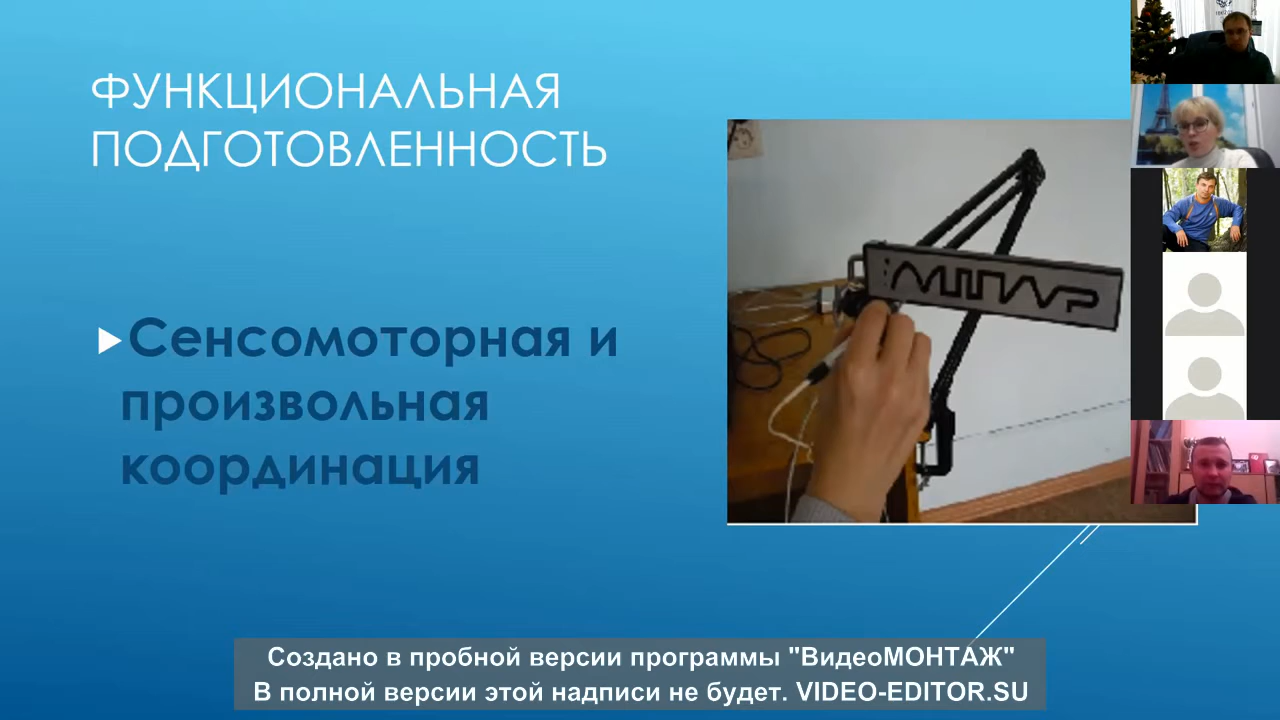 ФУНКЦИОНАЛЬНАЯ
ПОДГОТОВЛЕННОСТЬ
Сенсомоторная и
произвольная
координация
Создано в пробной версии программы "ВидеоМОНТАЖ"
В полной версии этой надписи не будет. VIDEO-EDITOR.SU